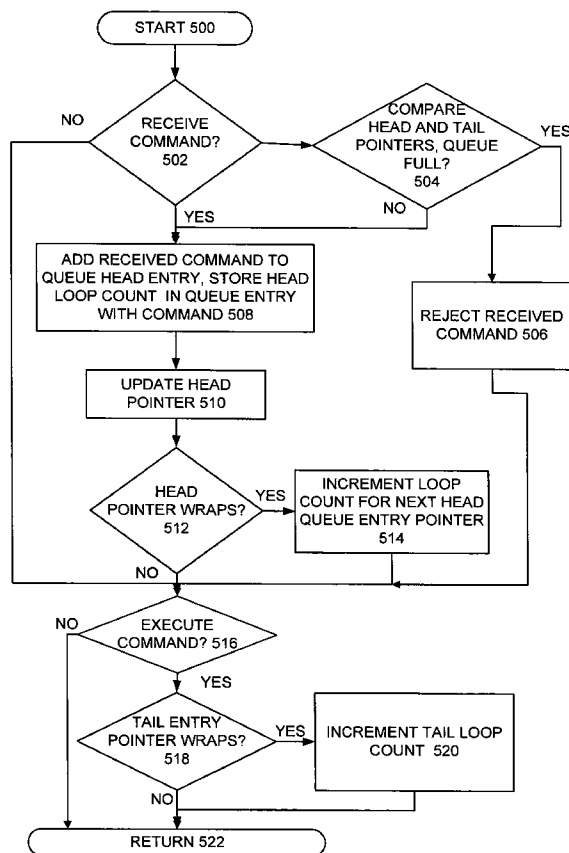 START 500
NO
RECEIVE
COMMAND?
502
COMPARE
HEAD AND TAIL
POINTERS, QUEUE
FULL?
504
YES
YES
NO
ADD RECEIVED COMMAND TO
QUEUE HEAD ENTRY, STORE HEAD
LOOP COUNT IN QUEUE ENTRY
WITH COMMAND 508
REJECT RECEIVED
COMMAND 506
UPDATE HEAD
POINTER 510
HEAD
POINTER WRAPS?
512
YES
INCREMENT LOOP
COUNT FOR NEXT HEAD
QUEUE ENTRY POINTER
514
NO
NO
EXECUTE
COMMAND? 516
YES
TAIL ENTRY
POINTER WRAPS?
518
YES
INCREMENT TAIL LOOP
COUNT 520
NO
RETURN 522